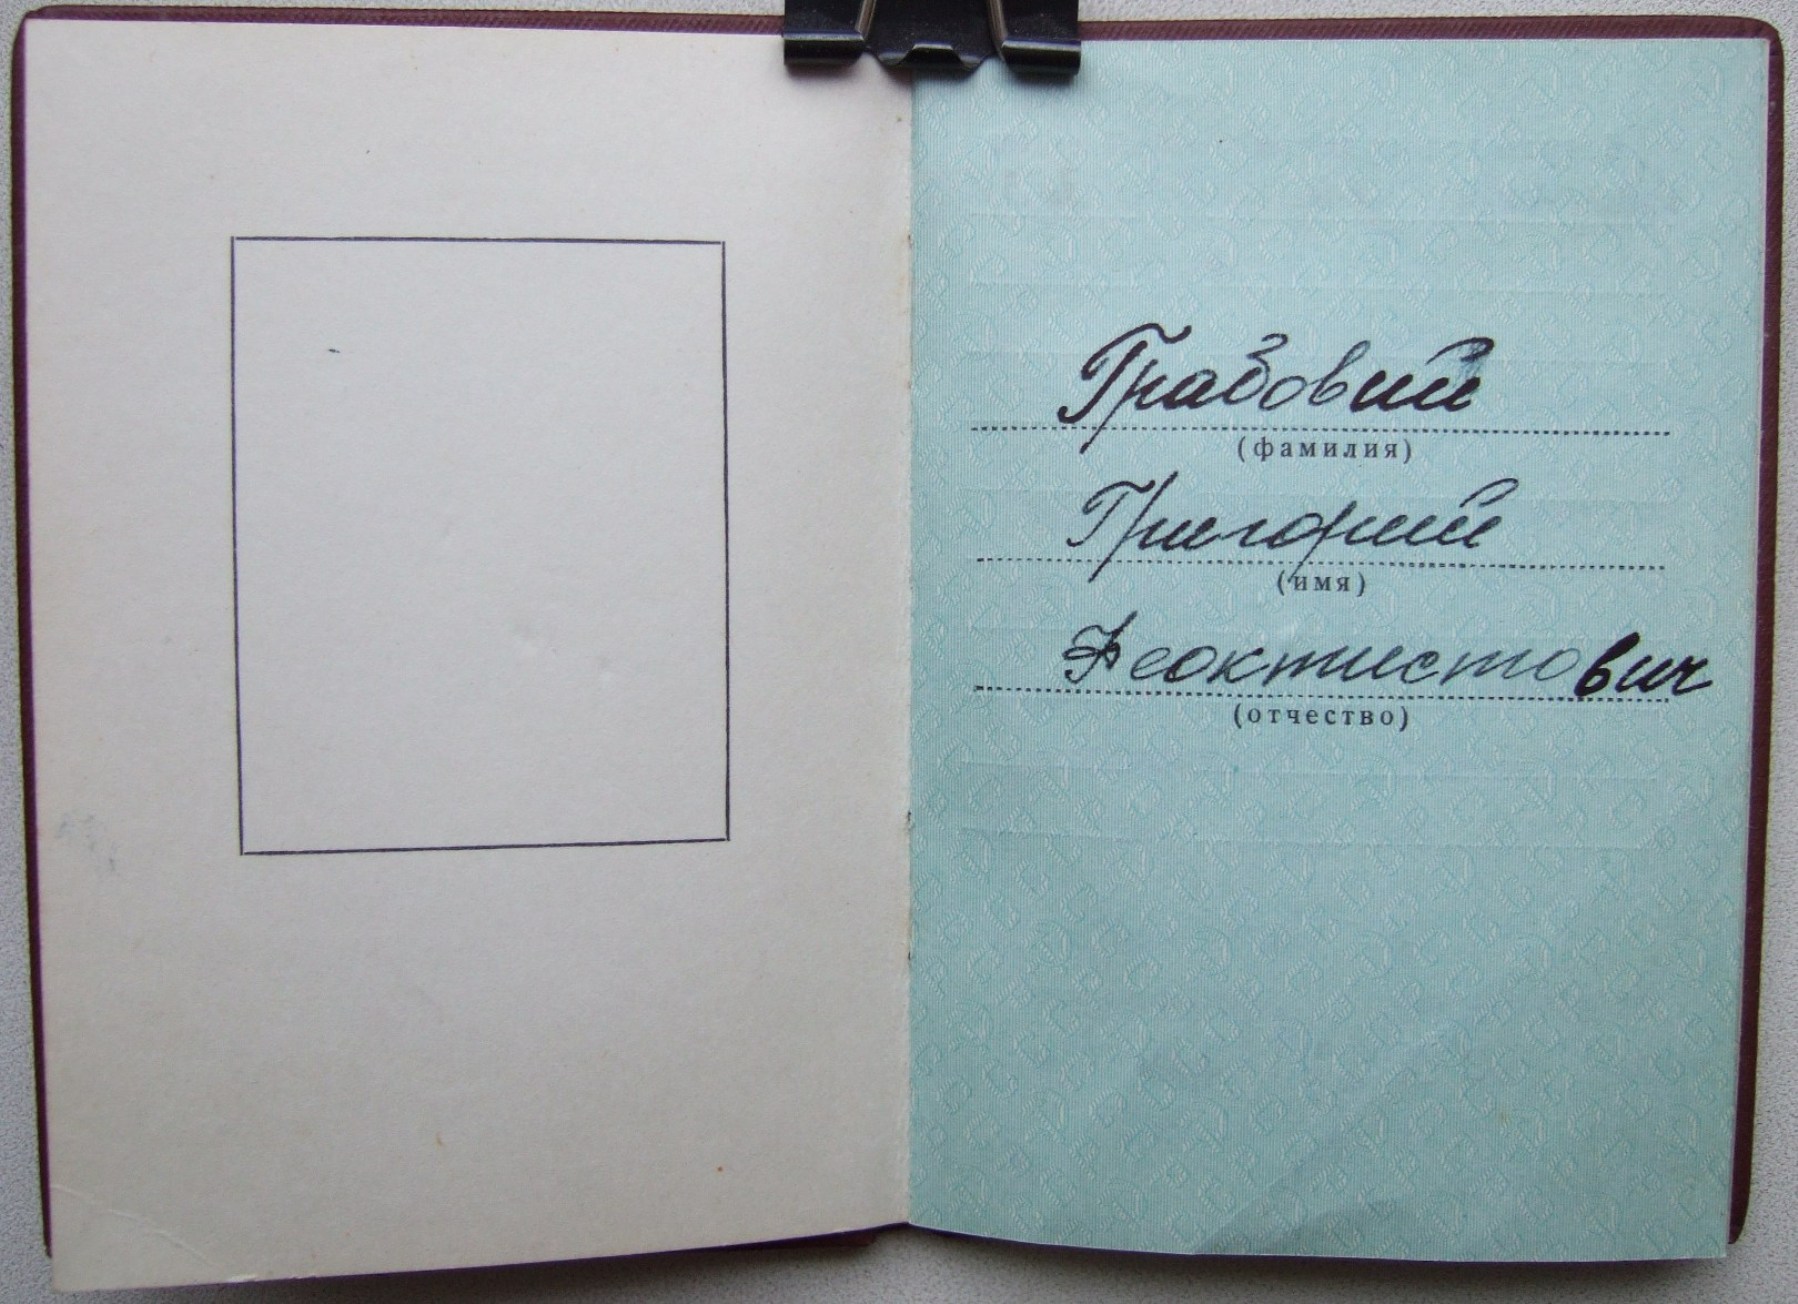 Грабовий
(фамилия)
Григорий
(имя)
Феоктистович
(отчество)